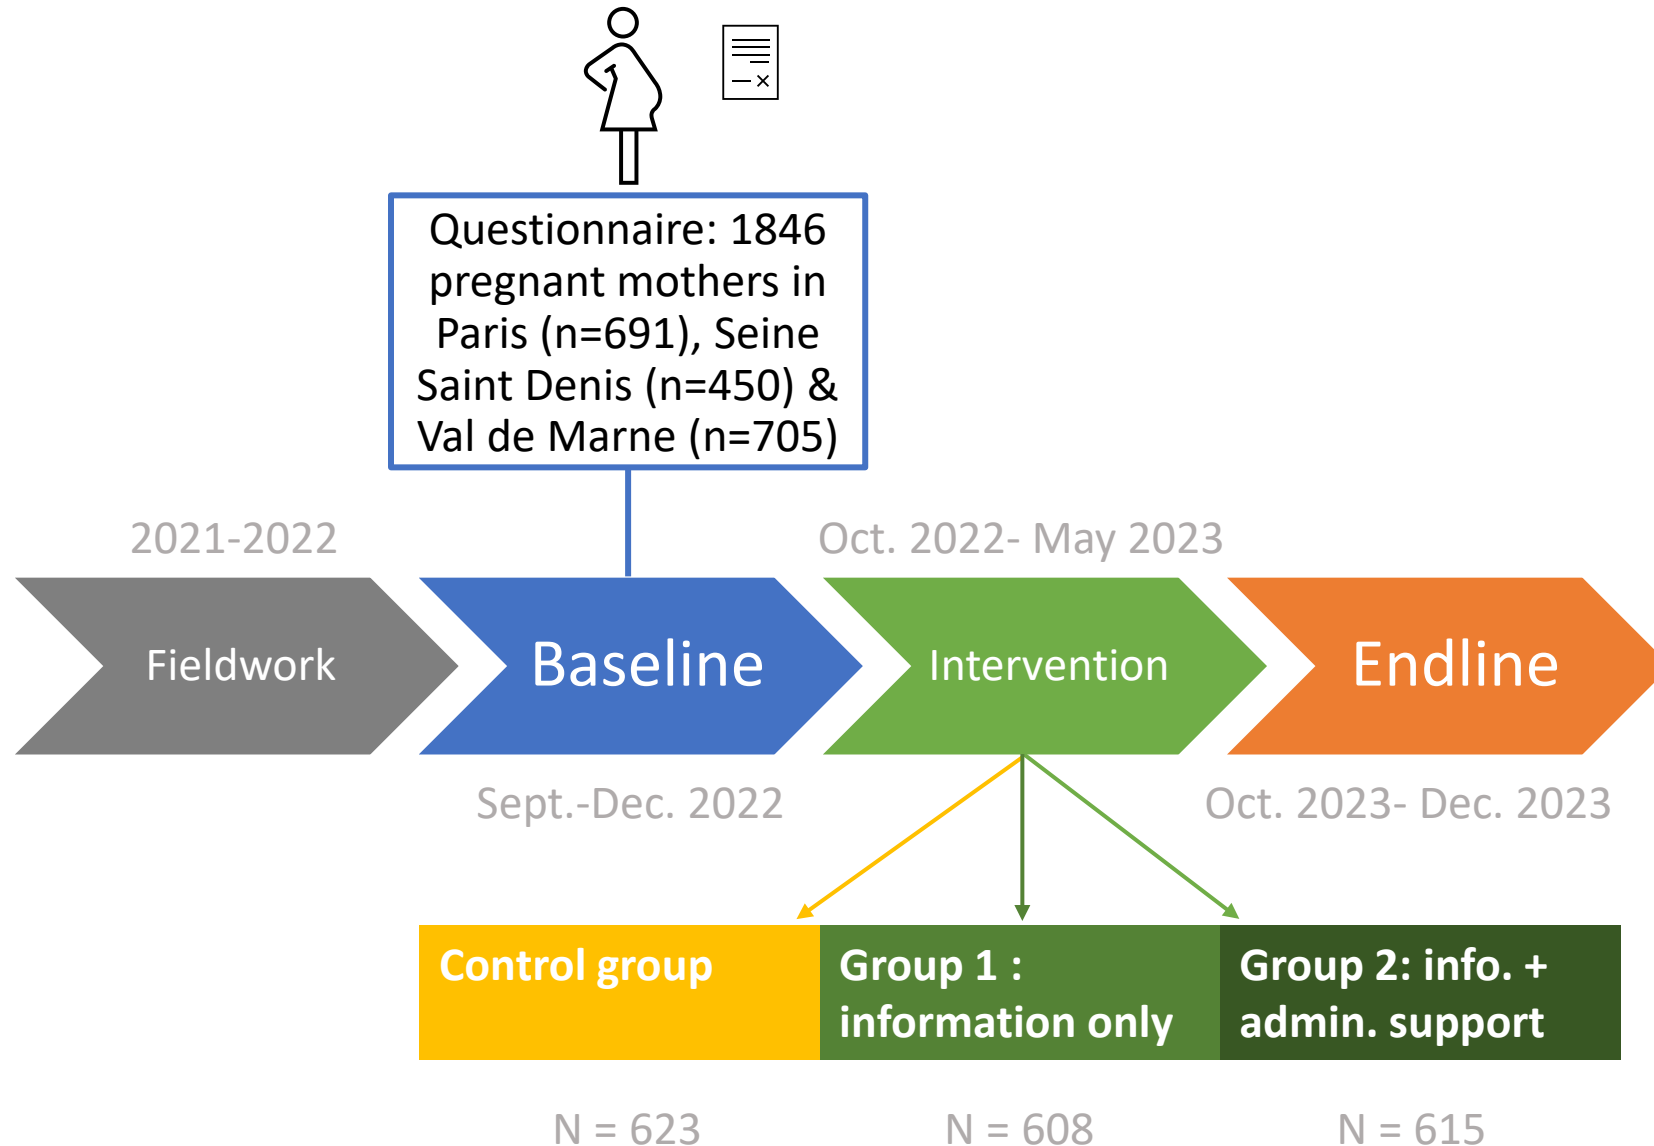 Questionnaire: 1846
pregnant mothers in
Paris (n=691), Seine
Saint Denis (n=450) &
Val de Marne (n=705)
2021-2022
Oct. 2022- May 2023
Fieldwork
Baseline
Intervention
Endline
Sept.-Dec. 2022
Oct. 2023- Dec. 2023
Control group
Group 1 :
information only
Group 2: info. +
admin. support
N = 623
N = 608
N = 615